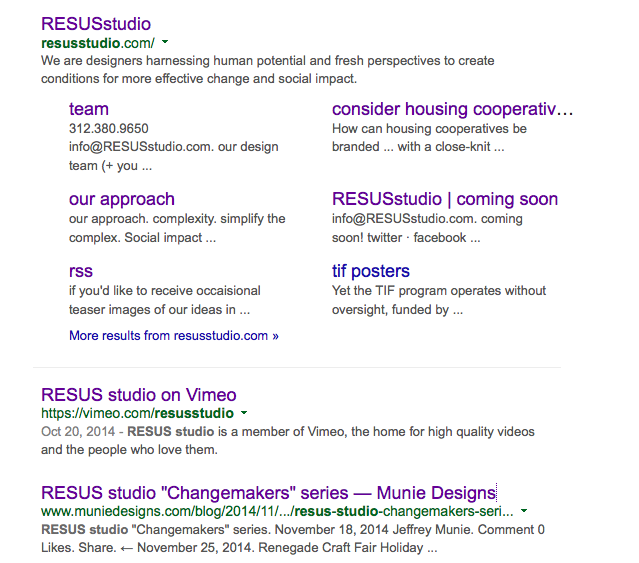 RESUSstudio
resusstudio.com/
We are designers harnessing human potential and fresh perspectives to create
conditions for more effective change and social impact.
team
312.380.9650
info@RESUSstudio.com. our design
team (+ you ...
consider housing cooperativ...
How can housing cooperatives be
branded ... with a close-knit ...
our approach
our approach. complexity. simplify the
complex. Social impact ...
RESUSstudio | coming soon
info@RESUSstudio.com. coming
soon! twitter · facebook ...
rss
if you'd like to receive occaisional
teaser images of our ideas in ...
tif posters
Yet the TIF program operates without
oversight, funded by ...
More results from resusstudio.com »
RESUS studio on Vimeo
https://vimeo.com/resusstudio
Oct 20, 2014 - RESUS studio is a member of Vimeo, the home for high quality videos
and the people who love them.
RESUS studio "Changemakers" series — Munie Designs
www.muniedesigns.com/blog/2014/11/.../resus-studio-changemakers-seri...
RESUS studio "Changemakers" series. November 18, 2014 Jeffrey Munie. Comment 0
Likes. Share. ← November 25, 2014. Renegade Craft Fair Holiday ...